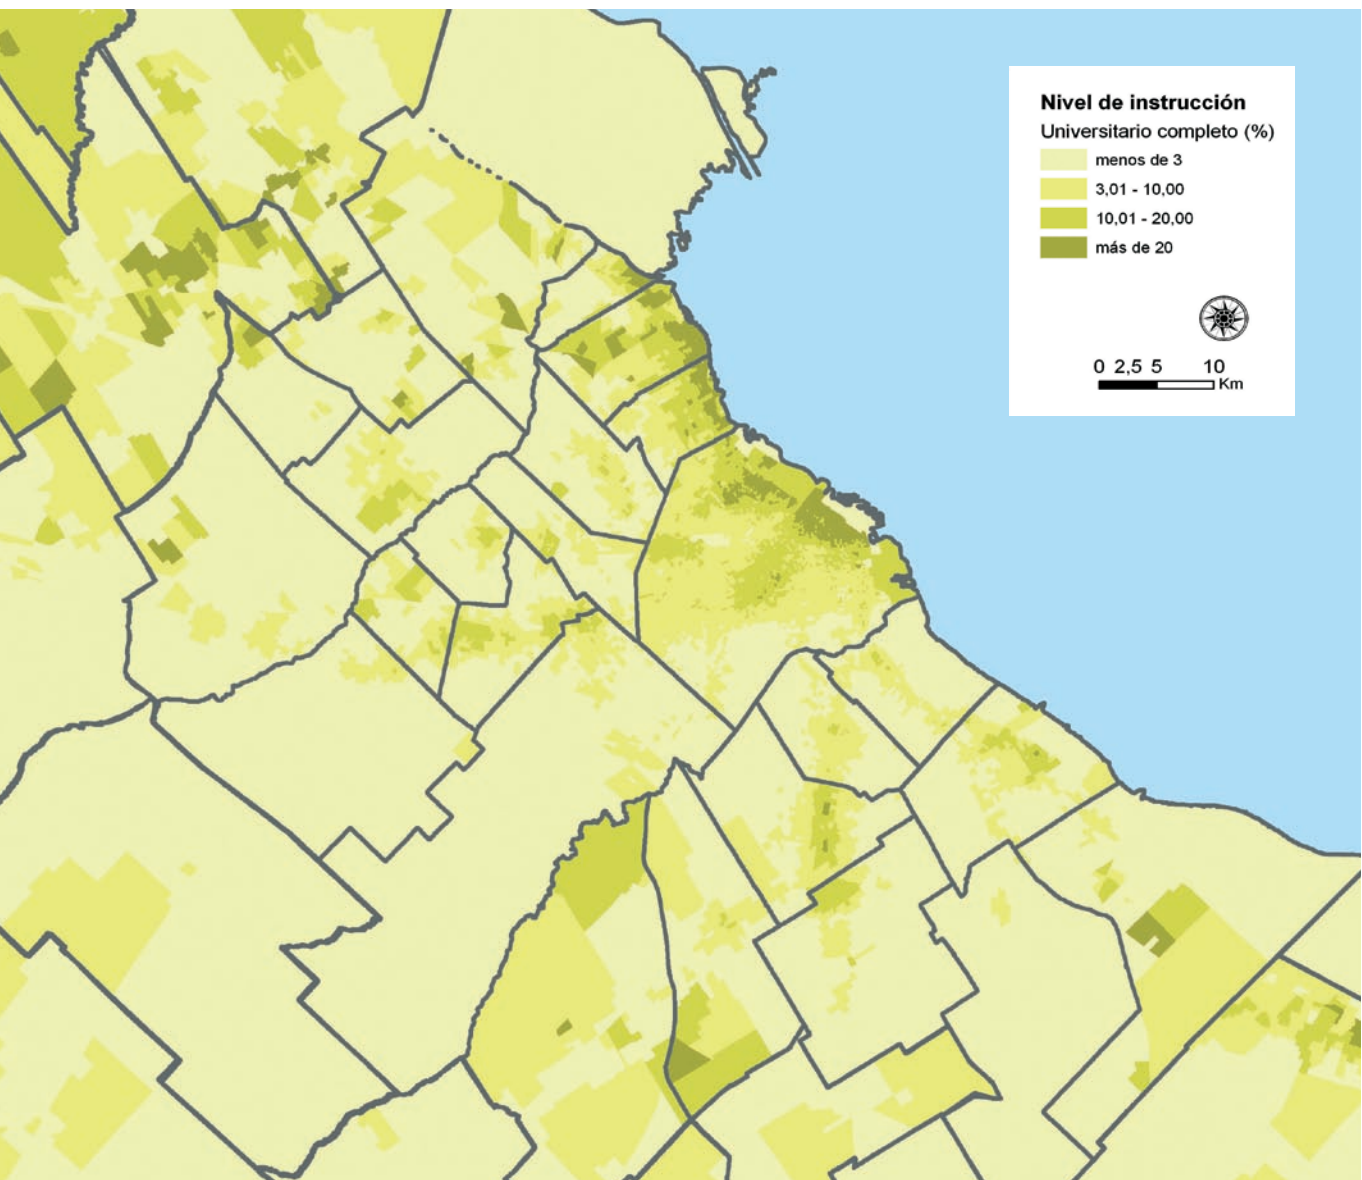 Nivel de instrucción
Universitario completo (%)
menos de 3
3,01 - 10,00
10,01 - 20,00
más de 20
0 2,5 5 10
Km